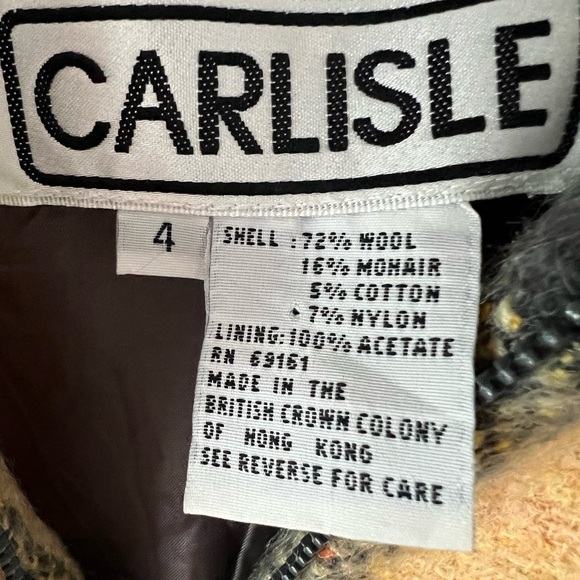 CARLISLE
4
SHELL : 72% WOOL
16% MOHAIR
5% COTTON
7% NYLON
LINING: 100% ACETATE
RN 69161
MADE IN THE
BRITISH CROWN COLONY
OF HONG KONG
SEE REVERSE FOR CARE